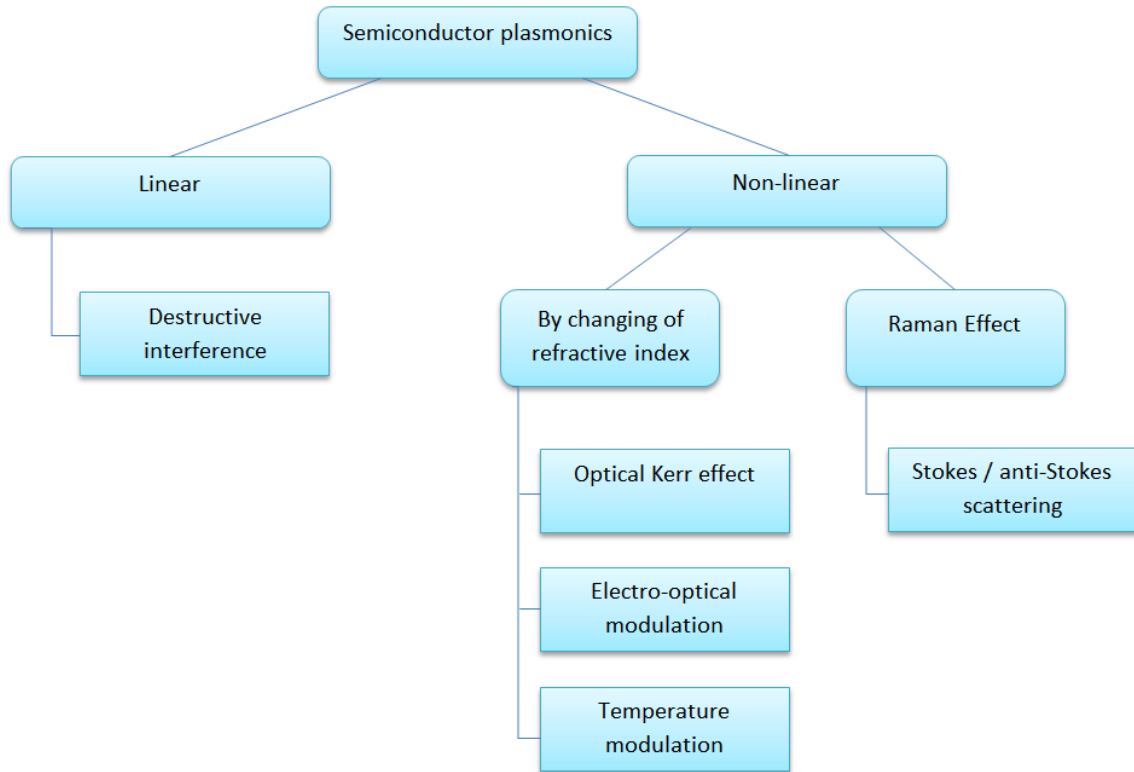 Semiconductor plasmonics
Linear
Non-linear
Destructive
interference
By changing of
refractive index
Raman Effect
Optical Kerr effect
Stokes / anti-Stokes
scattering
Electro-optical
modulation
Temperature
modulation